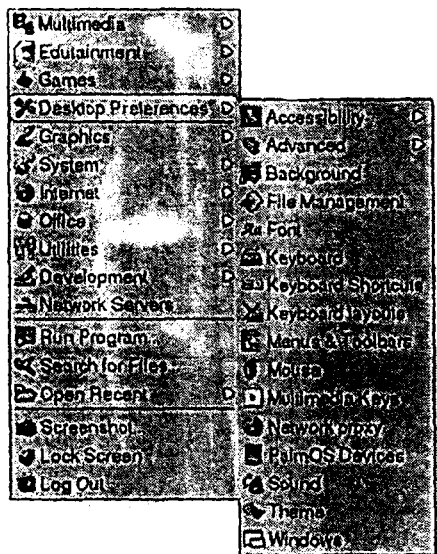 Multimedia
Edutainment
Games
Desktop Preferences
Graphics
System
Internet
Office
Utilities
Development
Network Servers
Run Program...
Search for Files...
Open Recent
Screenshot...
Lock Screen
Log Out
Accessibility
Advanced
Background
File Management
Font
Keyboard
Keyboard Shortcuts
Keyboard layouts
Menus & Toolbars
Mouse
Multimedia Keys
Network proxy
PalmOS Devices
Sound
Theme
Windows